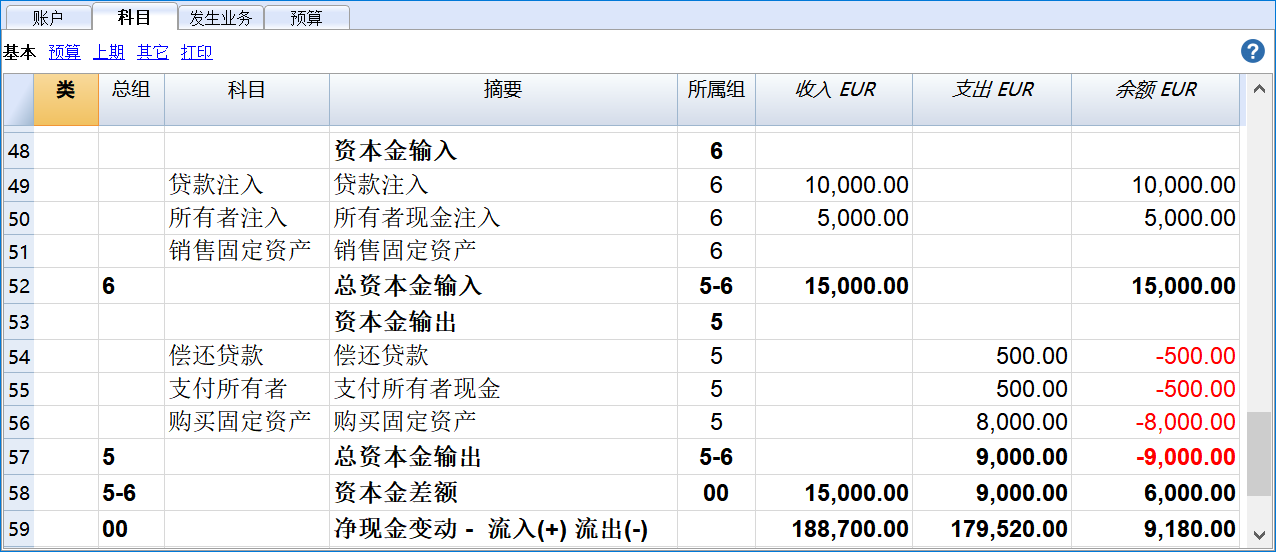 账户 科目 发生业务 预算
基本 预算 上期 其它 打印 ?
类 总组 科目 摘要 所属组 收入 EUR 支出 EUR 余额 EUR
48 资本金输入 6
49 贷款注入 贷款注入 6 10,000.00 10,000.00
50 所有者注入 所有者现金注入 6 5,000.00 5,000.00
51 销售固定资产 销售固定资产 6
52 6 总资本金输入 5-6 15,000.00 15,000.00
53 资本金输出 5
54 偿还贷款 偿还贷款 5 500.00 -500.00
55 支付所有者 支付所有者现金 5 500.00 -500.00
56 购买固定资产 购买固定资产 5 8,000.00 -8,000.00
57 5 总资本金输出 5-6 9,000.00 -9,000.00
58 5-6 资本金差额 00 15,000.00 9,000.00 6,000.00
59 00 净现金变动 - 流入(+) 流出(-) 188,700.00 179,520.00 9,180.00